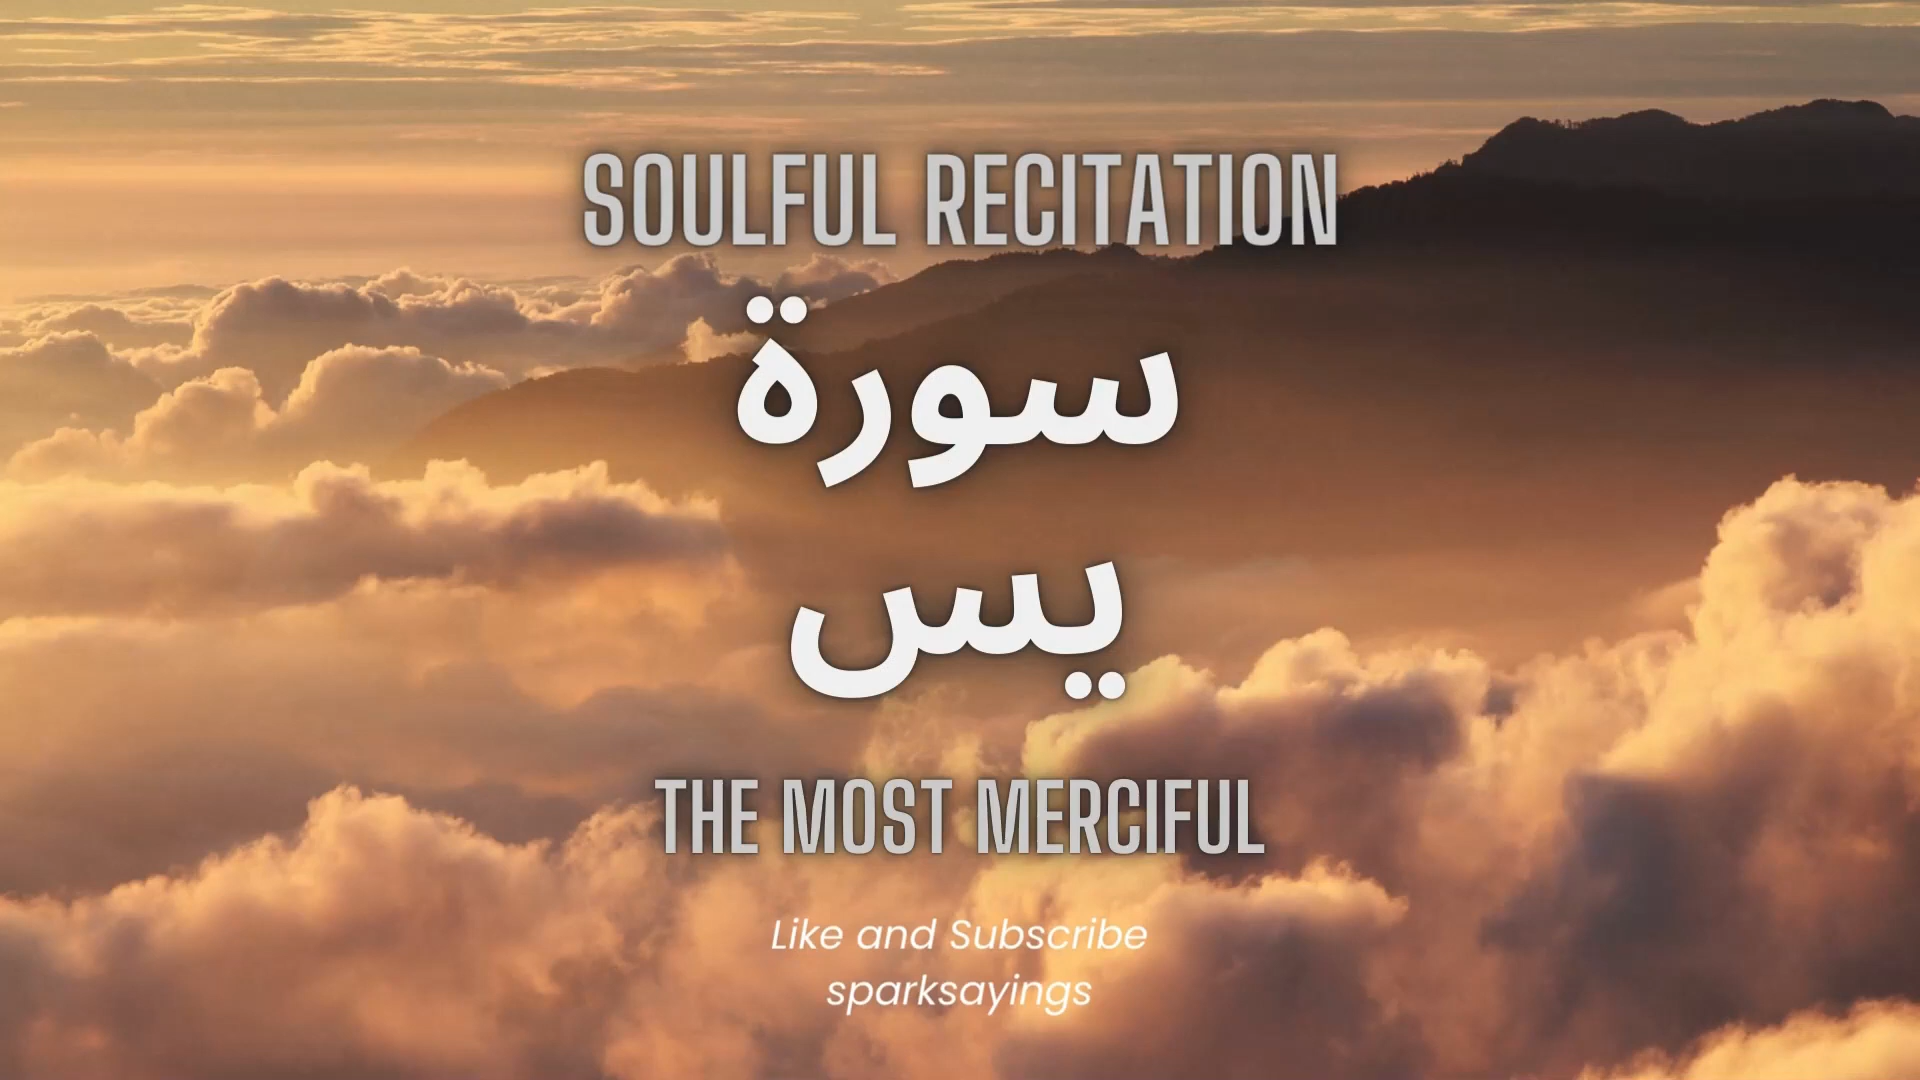 SOULFUL RECITATION
سورة
يس
THE MOST MERCIFUL
Like and Subscribe
sparksayings